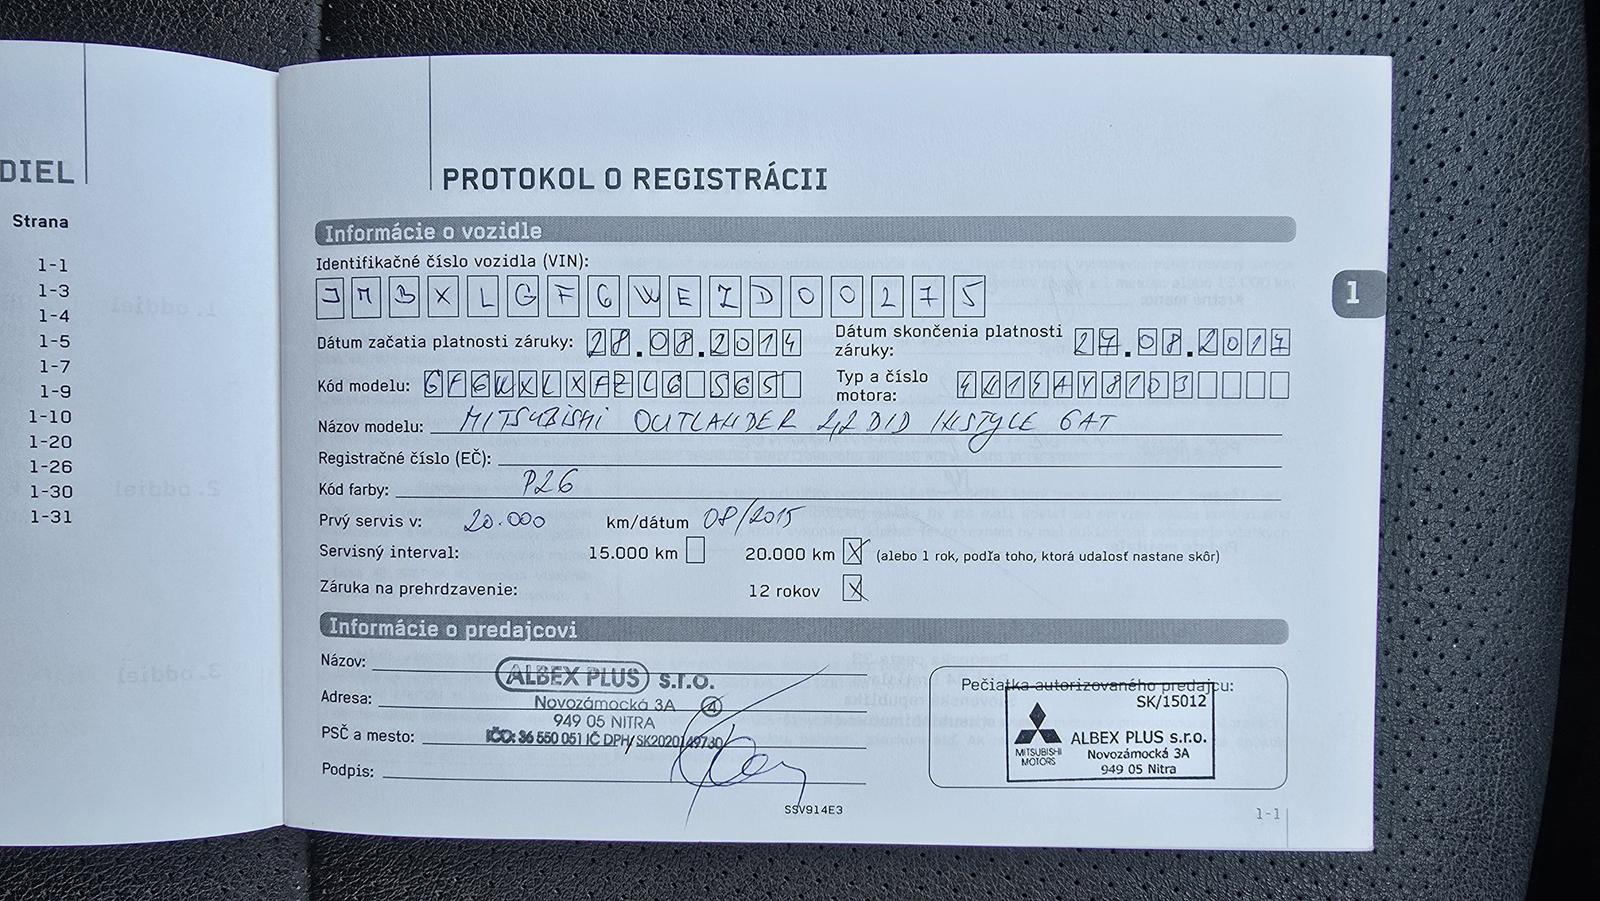 DIEL
Strana
1-1
1-3
1-4
1-5
1-7
1-9
1-10
1-20
1-26
1-30
1-31
PROTOKOL O REGISTRÁCII
Informácie o vozidle
Identifikačné číslo vozidla (VIN):
JMBXLGF6WEZD00275
1
Dátum začatia platnosti záruky: 28.08.2014
Dátum skončenia platnosti záruky: 27.08.2017
Kód modelu:
Typ a číslo motora:
Názov modelu: MITSUBISHI OUTLANDER 2,2 DID INSTYLE 6AT
Registračné číslo (EČ):
Kód farby: P26
Prvý servis v: 20.000 km/dátum 08/2015
Servisný interval: 15.000 km 20.000 km X (alebo 1 rok, podľa toho, ktorá udalosť nastane skôr)
Záruka na prehrdzavenie: 12 rokov X
Informácie o predajcovi
Názov: ALBEX PLUS s.r.o.
Adresa: Novozámocká 3A 4
949 05 NITRA
PSČ a mesto: IČO: 36 550 051 IČ DPH/SK2020149730
Podpis:
Pečiatka autorizovaného predajcu:
SK/15012
MITSUBISHI MOTORS
ALBEX PLUS s.r.o.
Novozámocká 3A
949 05 Nitra
SSV914E3
1-1